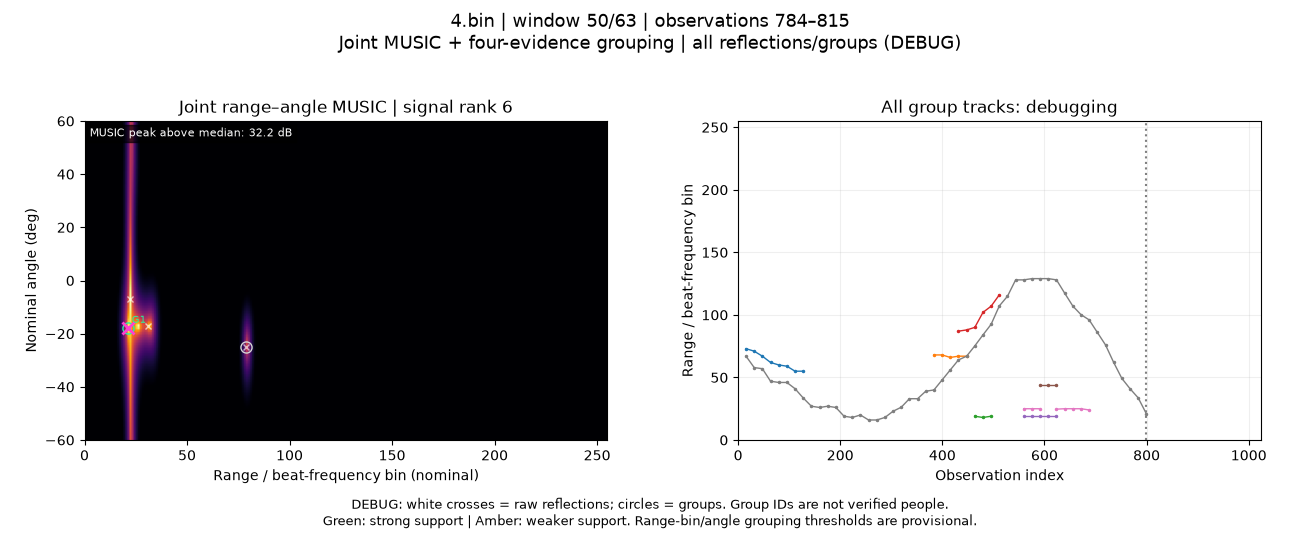 4.bin | window 50/63 | observations 784–815
Joint MUSIC + four-evidence grouping | all reflections/groups (DEBUG)
Joint range–angle MUSIC | signal rank 6
MUSIC peak above median: 32.2 dB
60
40
20
0
−20
−40
−60
Nominal angle (deg)
G1
0
50
100
150
200
250
Range / beat-frequency bin (nominal)
All group tracks: debugging
250
200
150
100
50
0
Range / beat-frequency bin
0
200
400
600
800
1000
Observation index
DEBUG: white crosses = raw reflections; circles = groups. Group IDs are not verified people.
Green: strong support | Amber: weaker support. Range-bin/angle grouping thresholds are provisional.